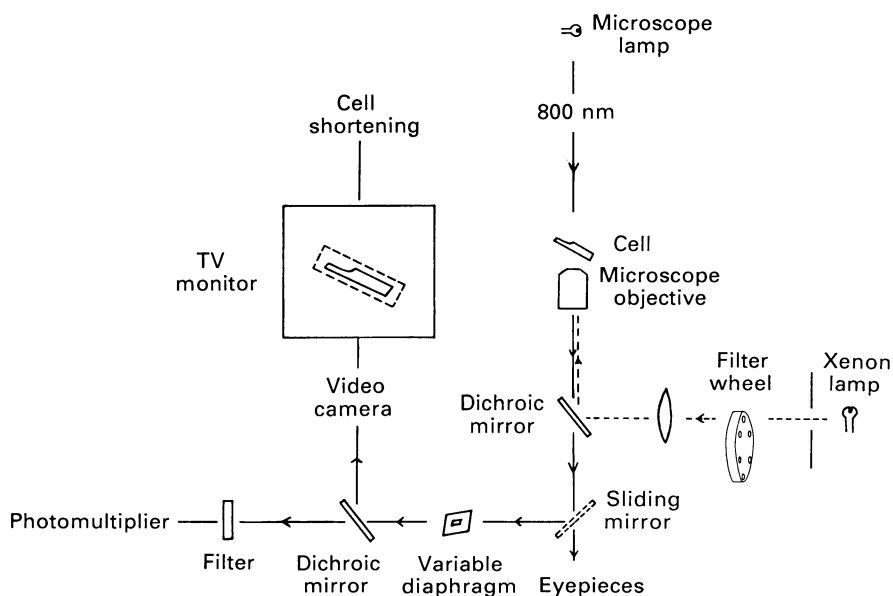 Microscope
lamp
800 nm
Cell
shortening
TV
monitor
Cell
Microscope
objective
Video
camera
Dichroic
mirror
Filter
wheel
Xenon
lamp
Sliding
mirror
Photomultiplier
Filter
Dichroic
mirror
Variable
diaphragm
Eyepieces